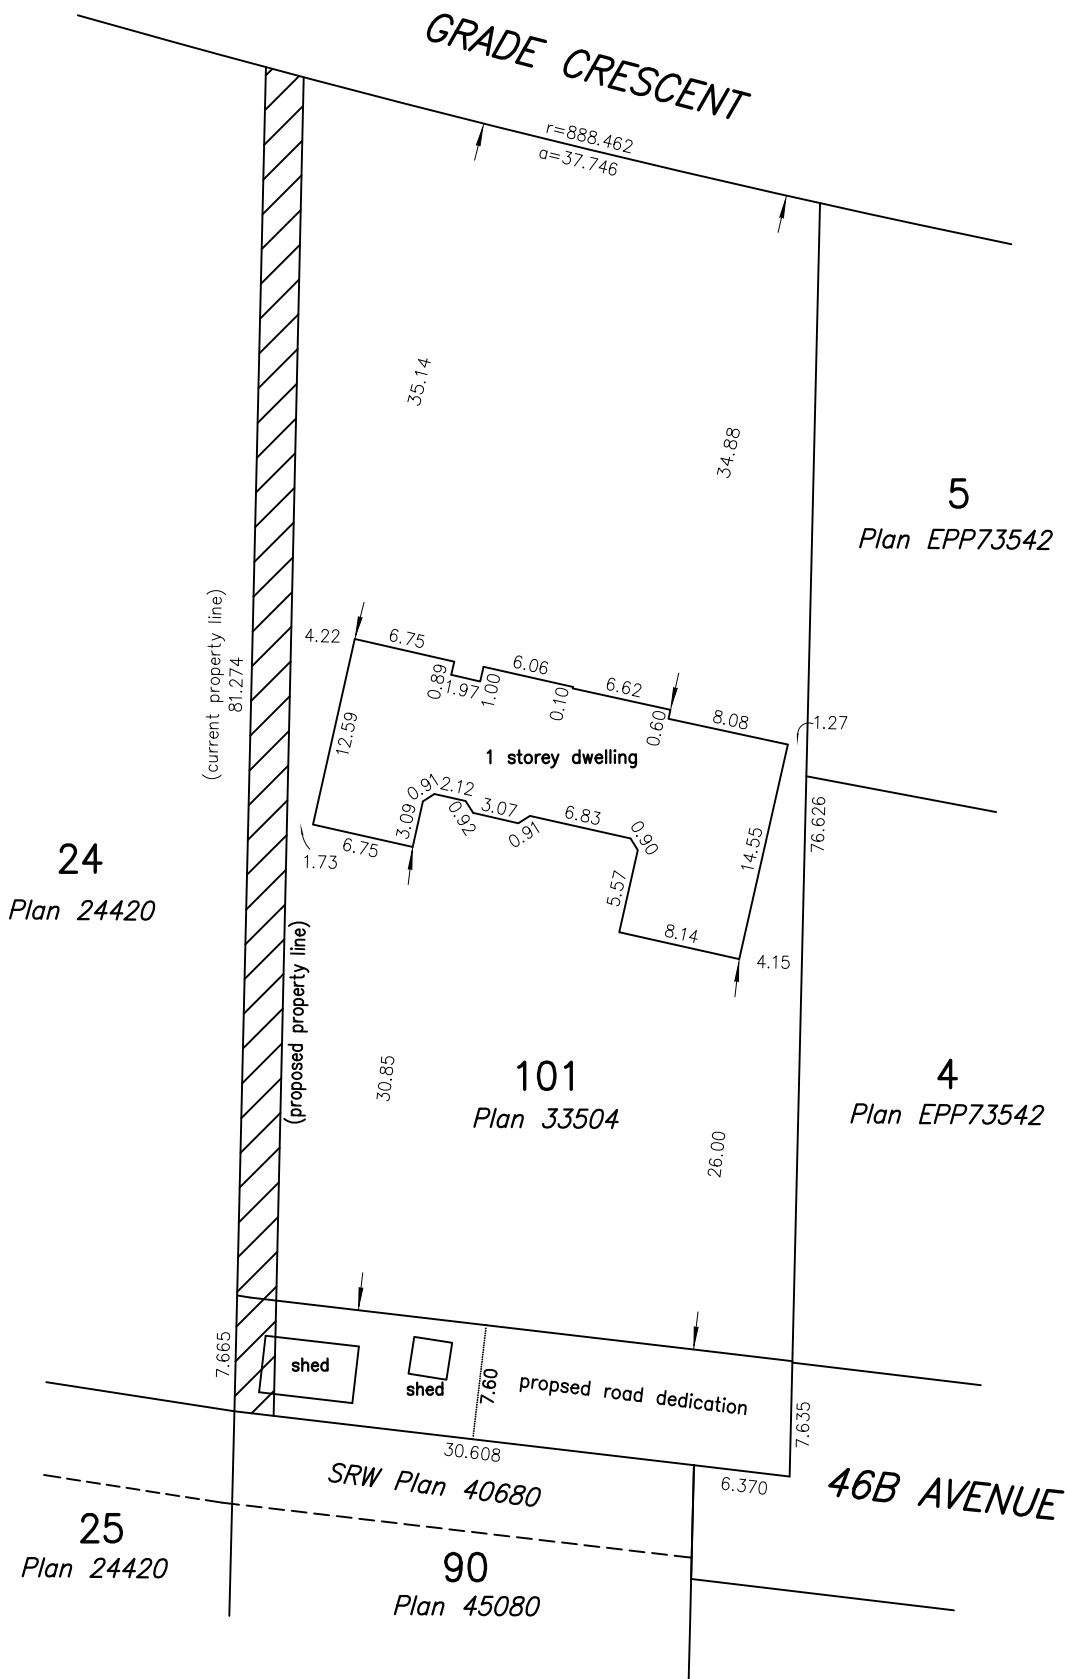 GRADE CRESCENT
r=888.462
a=37.746
35.14
34.88
5
Plan EPP73542
(current property line)
81.274
4.22
6.75
0.89
1.97
1.00
6.06
0.10
6.62
0.60
8.08
1.27
12.59
1 storey dwelling
76.626
0.91
2.12
3.09
0.92
3.07
0.91
6.83
0.90
14.55
6.75
1.73
5.57
8.14
4.15
24
Plan 24420
(proposed property line)
30.85
101
Plan 33504
26.00
4
Plan EPP73542
7.665
shed
shed
7.60
propsed road dedication
7.635
30.608
6.370
SRW Plan 40680
46B AVENUE
25
Plan 24420
90
Plan 45080